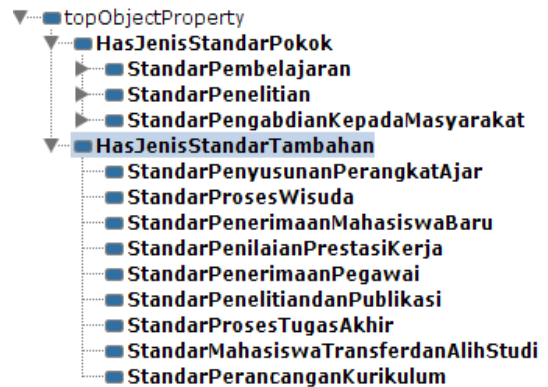 topObjectProperty
HasJenisStandarPokok
StandarPembelajaran
StandarPenelitian
StandarPengabdianKepadaMasyarakat
HasJenisStandarTambahan
StandarPenyusunanPerangkatAjar
StandarProsesWisuda
StandarPenerimaanMahasiswaBaru
StandarPenilaianPrestasiKerja
StandarPenerimaanPegawai
StandarPenelitiandanPublikasi
StandarProsesTugasAkhir
StandarMahasiswaTransferdanAlihStudi
StandarPerancanganKurikulum